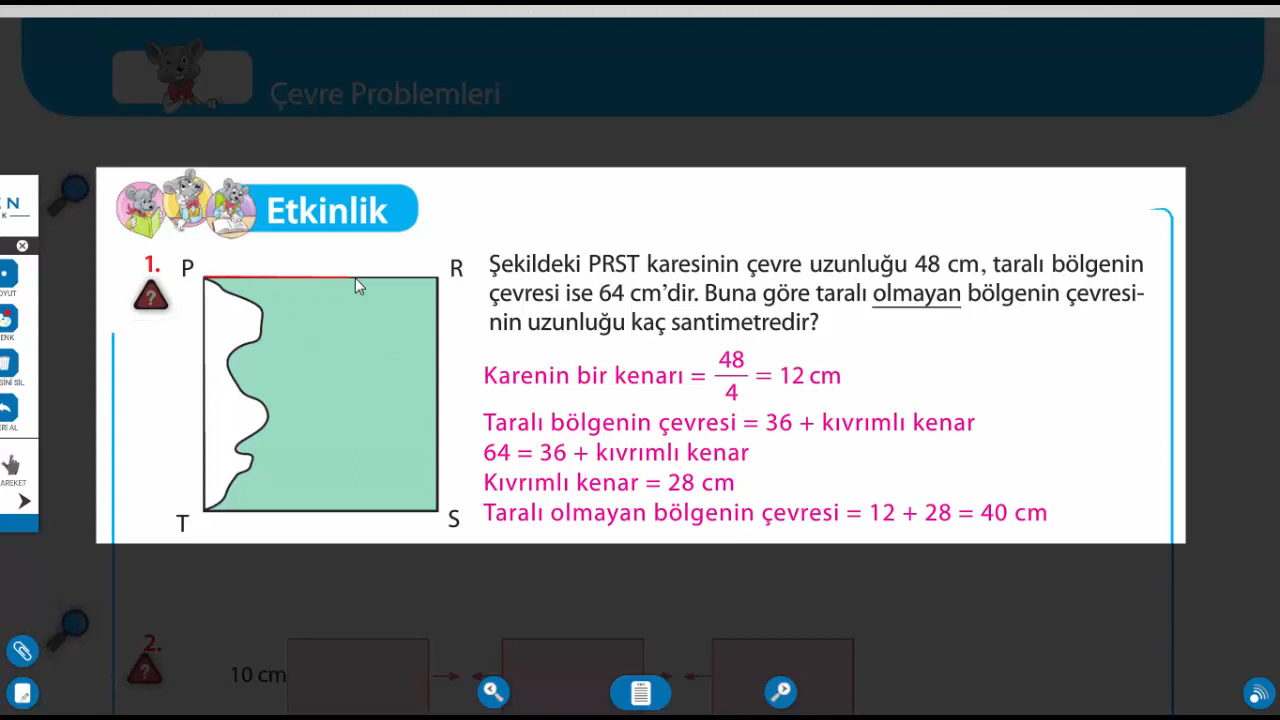 Çevre Problemleri
Etkinlik
1.
P
R
T
S
Şekildeki PRST karesinin çevre uzunluğu 48 cm, taralı bölgenin
çevresi ise 64 cm’dir. Buna göre taralı olmayan bölgenin çevresi-
nin uzunluğu kaç santimetredir?
Karenin bir kenarı = 48/4 = 12 cm
Taralı bölgenin çevresi = 36 + kıvrımlı kenar
64 = 36 + kıvrımlı kenar
Kıvrımlı kenar = 28 cm
Taralı olmayan bölgenin çevresi = 12 + 28 = 40 cm
2.
10 cm